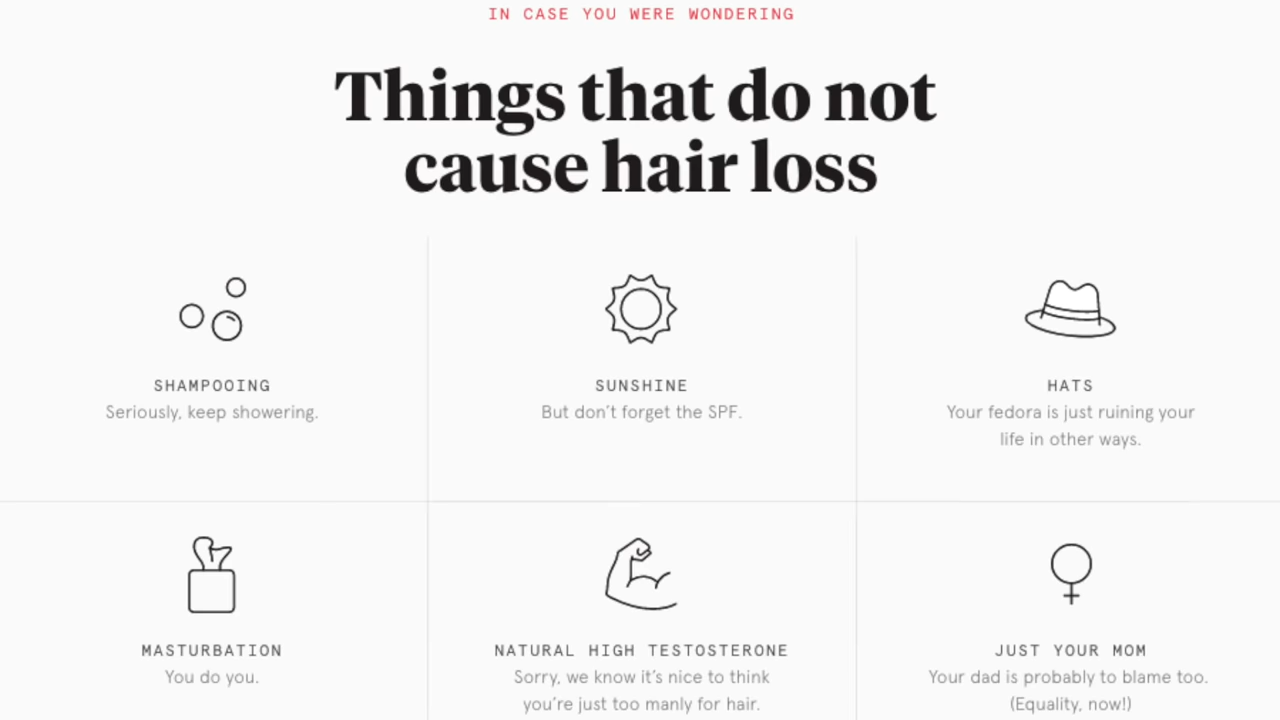 IN CASE YOU WERE WONDERING
Things that do not
cause hair loss
SHAMPOOING
Seriously, keep showering.
SUNSHINE
But don’t forget the SPF.
HATS
Your fedora is just ruining your
life in other ways.
MASTURBATION
You do you.
NATURAL HIGH TESTOSTERONE
Sorry, we know it’s nice to think
you’re just too manly for hair.
JUST YOUR MOM
Your dad is probably to blame too.
(Equality, now!)